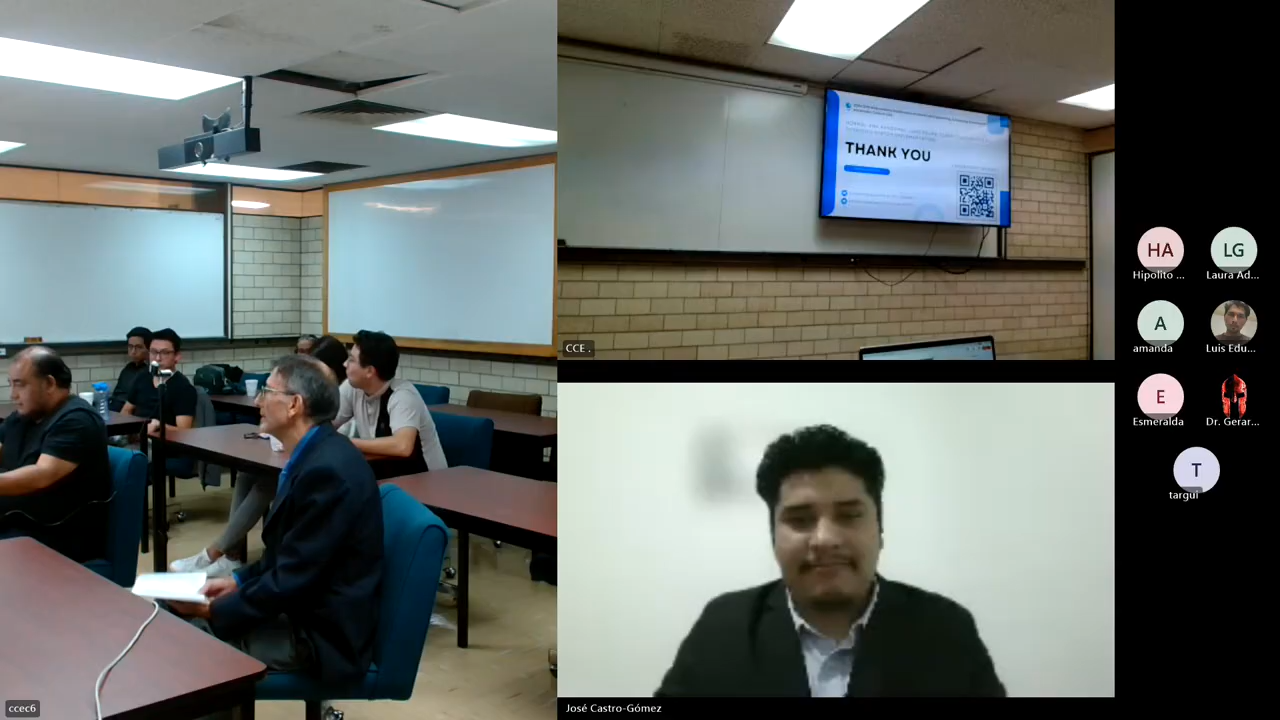 THANK YOU
CCE .
HA
LG
Hipolito ...
Laura Ad...
A
amanda
Luis Edu...
E
Esmeralda
Dr. Gerar...
T
targui
ccec6
José Castro-Gómez